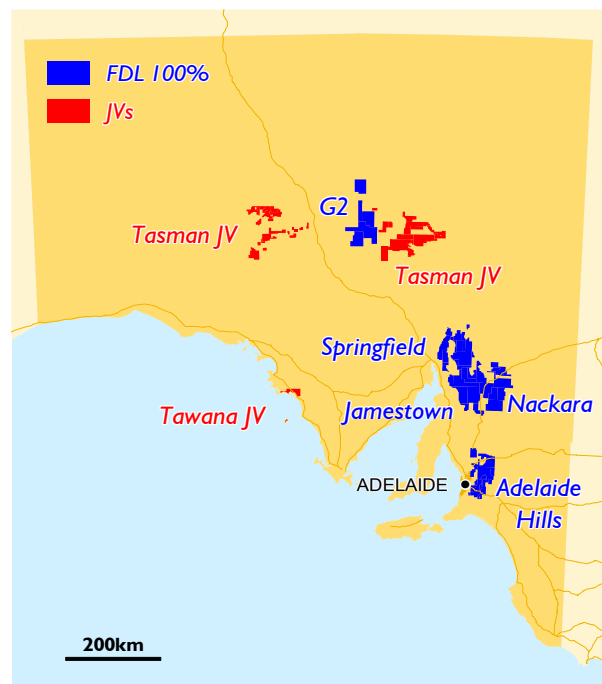 FDL 100%
JVs
G2
Tasman JV
Tasman JV
Springfield
Jamestown
Nackara
Tawana JV
ADELAIDE
Adelaide
Hills
200km